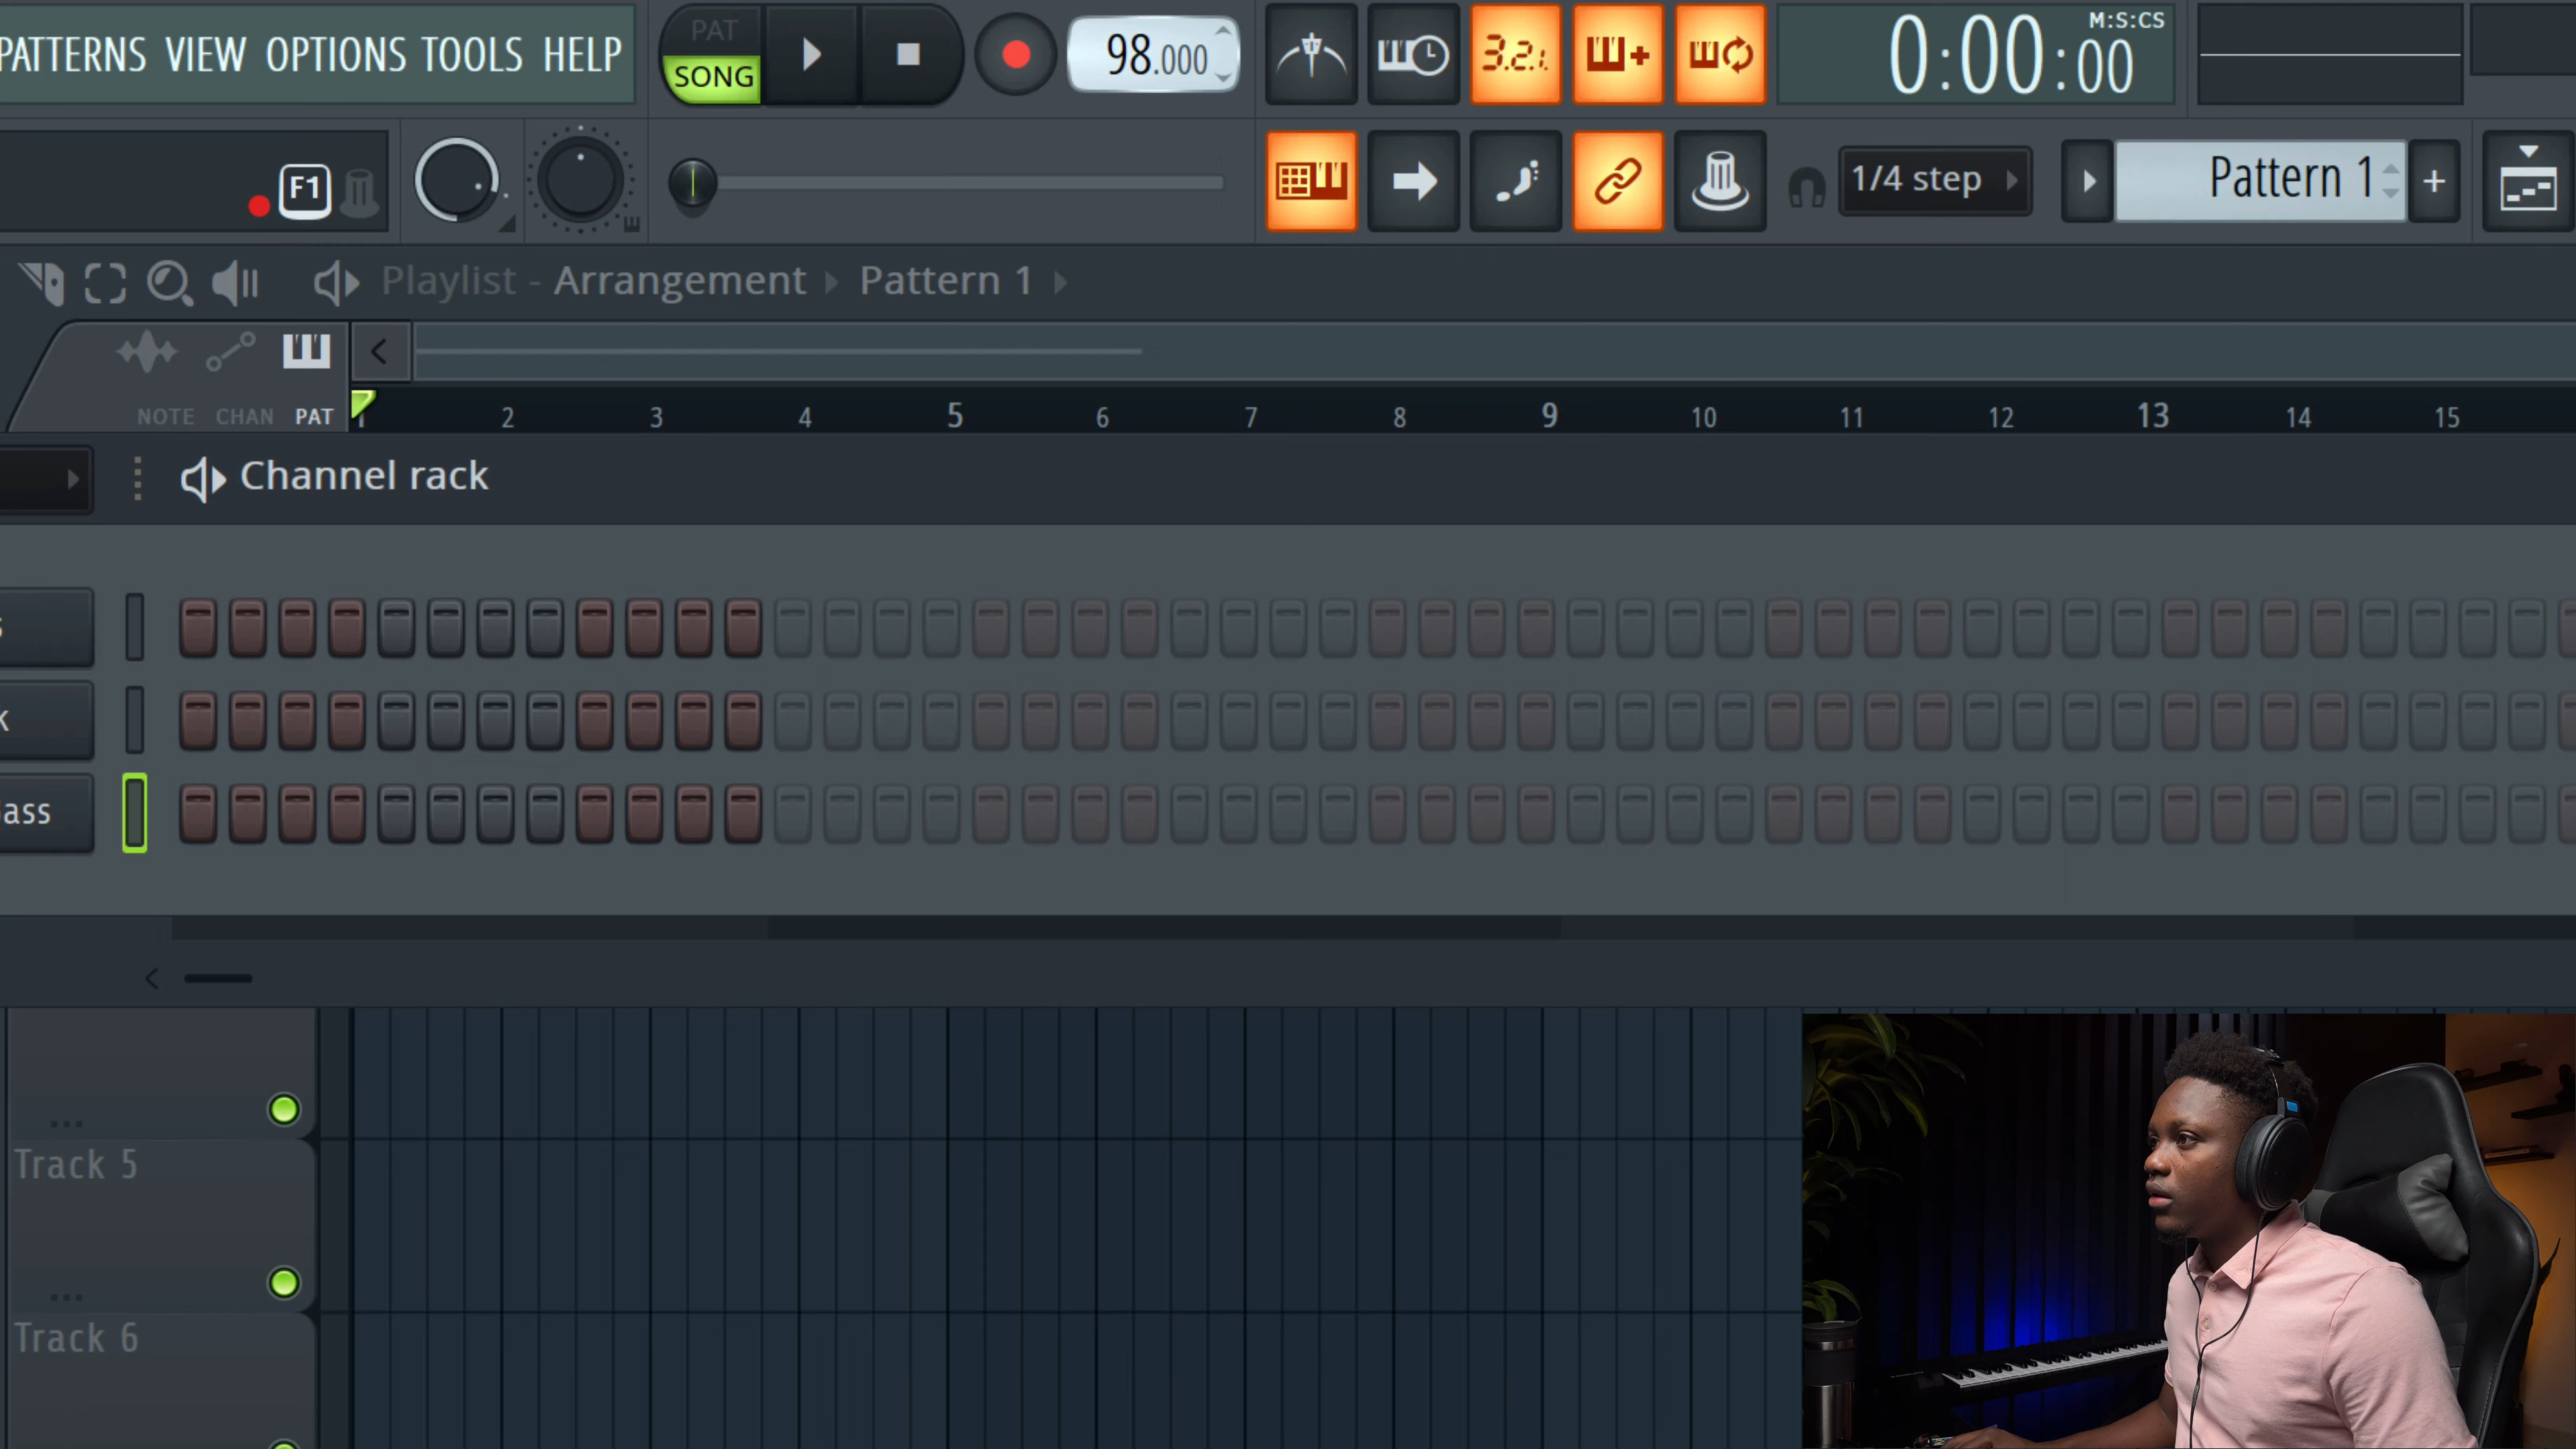 PATTERNS VIEW OPTIONS TOOLS HELP
PAT
SONG
98.000
3.2.1.
0:00:00
M:S:CS
F1
1/4 step
Pattern 1
+
Playlist - Arrangement Pattern 1
NOTE CHAN PAT
1 2 3 4 5 6 7 8 9 10 11 12 13 14 15
Channel rack
s
k
ass
...
Track 5
...
Track 6